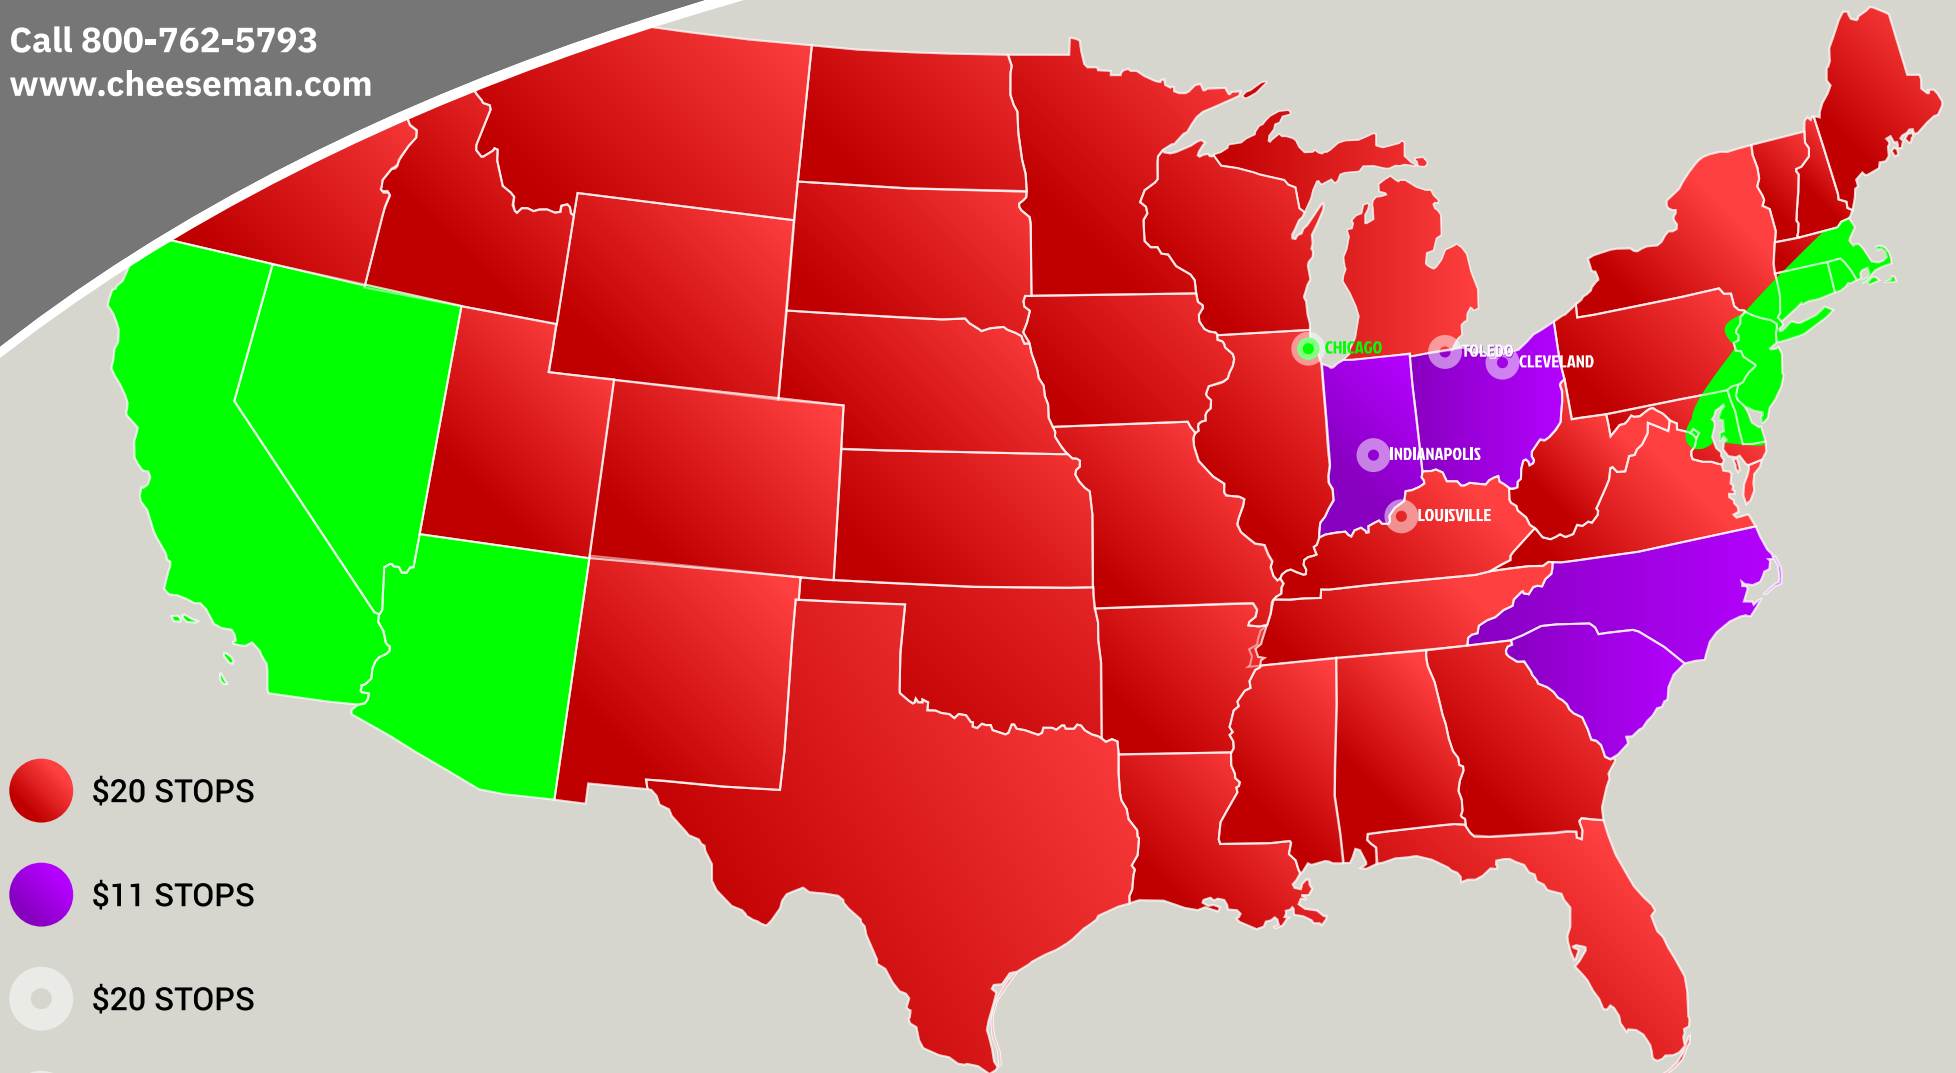 Call 800-762-5793
www.cheeseman.com
CHICAGO
TOLEDO
CLEVELAND
INDIANAPOLIS
LOUISVILLE
$20 STOPS
$11 STOPS
$20 STOPS